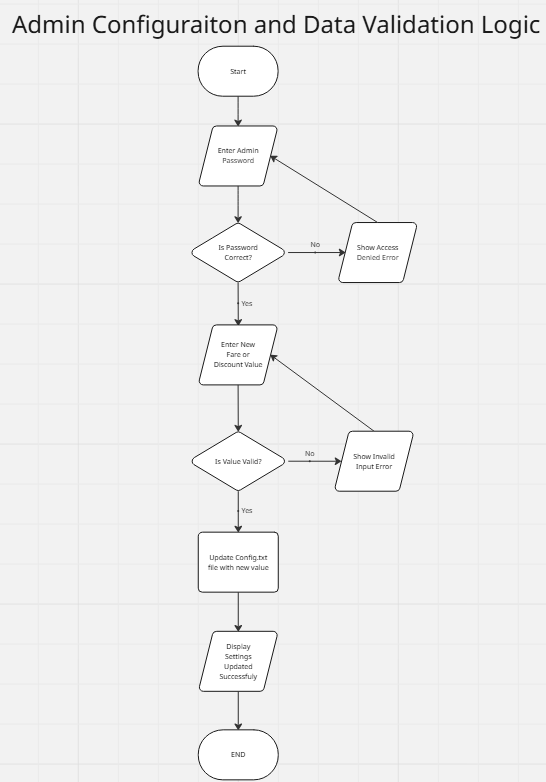 Admin Configuraiton and Data Validation Logic
Start
Enter Admin
Password
Is Password
Correct?
No
Show Access
Denied Error
Yes
Enter New
Fare or
Discount Value
Is Value Valid?
No
Show Invalid
Input Error
Yes
Update Config.txt
file with new value
Display
Settings
Updated
Successfuly
END